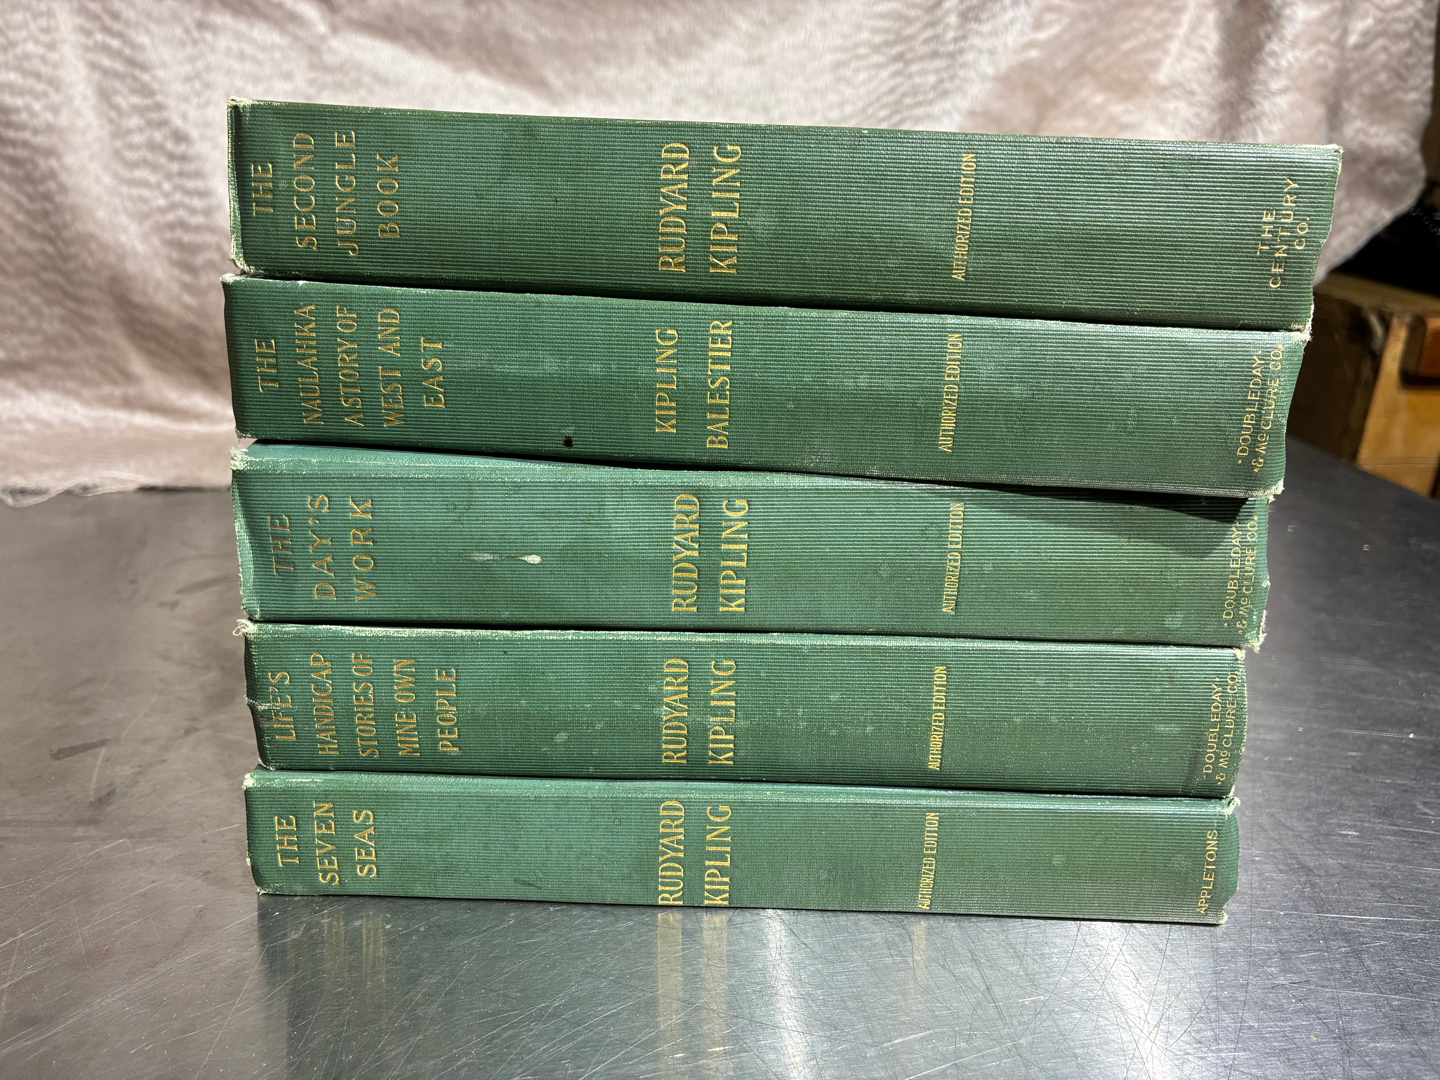 THE
SECOND
JUNGLE
BOOK
RUDYARD
KIPLING
AUTHORIZED EDITION
THE
CENTURY
CO.
THE
NAULAHKA
A STORY OF
WEST AND
EAST
KIPLING
BALESTIER
AUTHORIZED EDITION
·DOUBLEDAY·
·& MCCLURE CO.·
THE
DAY'S
WORK
RUDYARD
KIPLING
AUTHORIZED EDITION
·DOUBLEDAY·
·& MCCLURE CO.·
LIFE'S
HANDICAP
STORIES OF
MINE OWN
PEOPLE
RUDYARD
KIPLING
AUTHORIZED EDITION
·DOUBLEDAY·
·& MCCLURE CO.·
THE
SEVEN
SEAS
RUDYARD
KIPLING
AUTHORIZED EDITION
APPLETONS